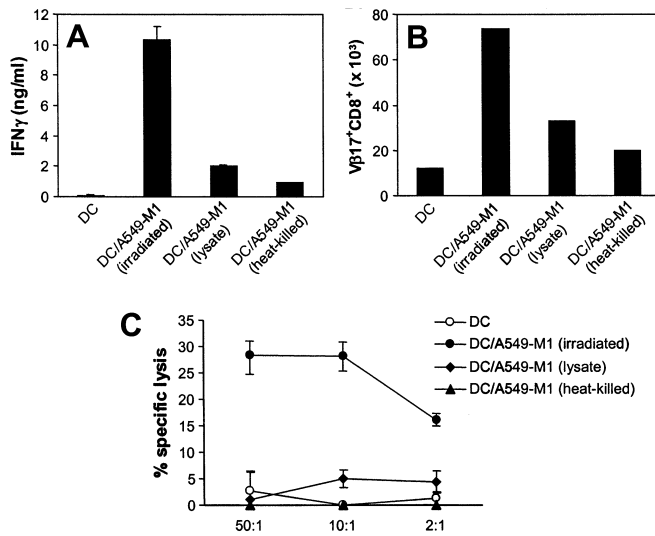 A
IFNγ (ng/ml)
12
10
8
6
4
2
0
DC
DC/A549-M1
(irradiated)
DC/A549-M1
(lysate)
DC/A549-M1
(heat-killed)
B
Vβ17⁺CD8⁺ (x 10³)
80
60
40
20
0
DC
DC/A549-M1
(irradiated)
DC/A549-M1
(lysate)
DC/A549-M1
(heat-killed)
C
% specific lysis
35
30
25
20
15
10
5
0
50:1
10:1
2:1
DC
DC/A549-M1 (irradiated)
DC/A549-M1 (lysate)
DC/A549-M1 (heat-killed)